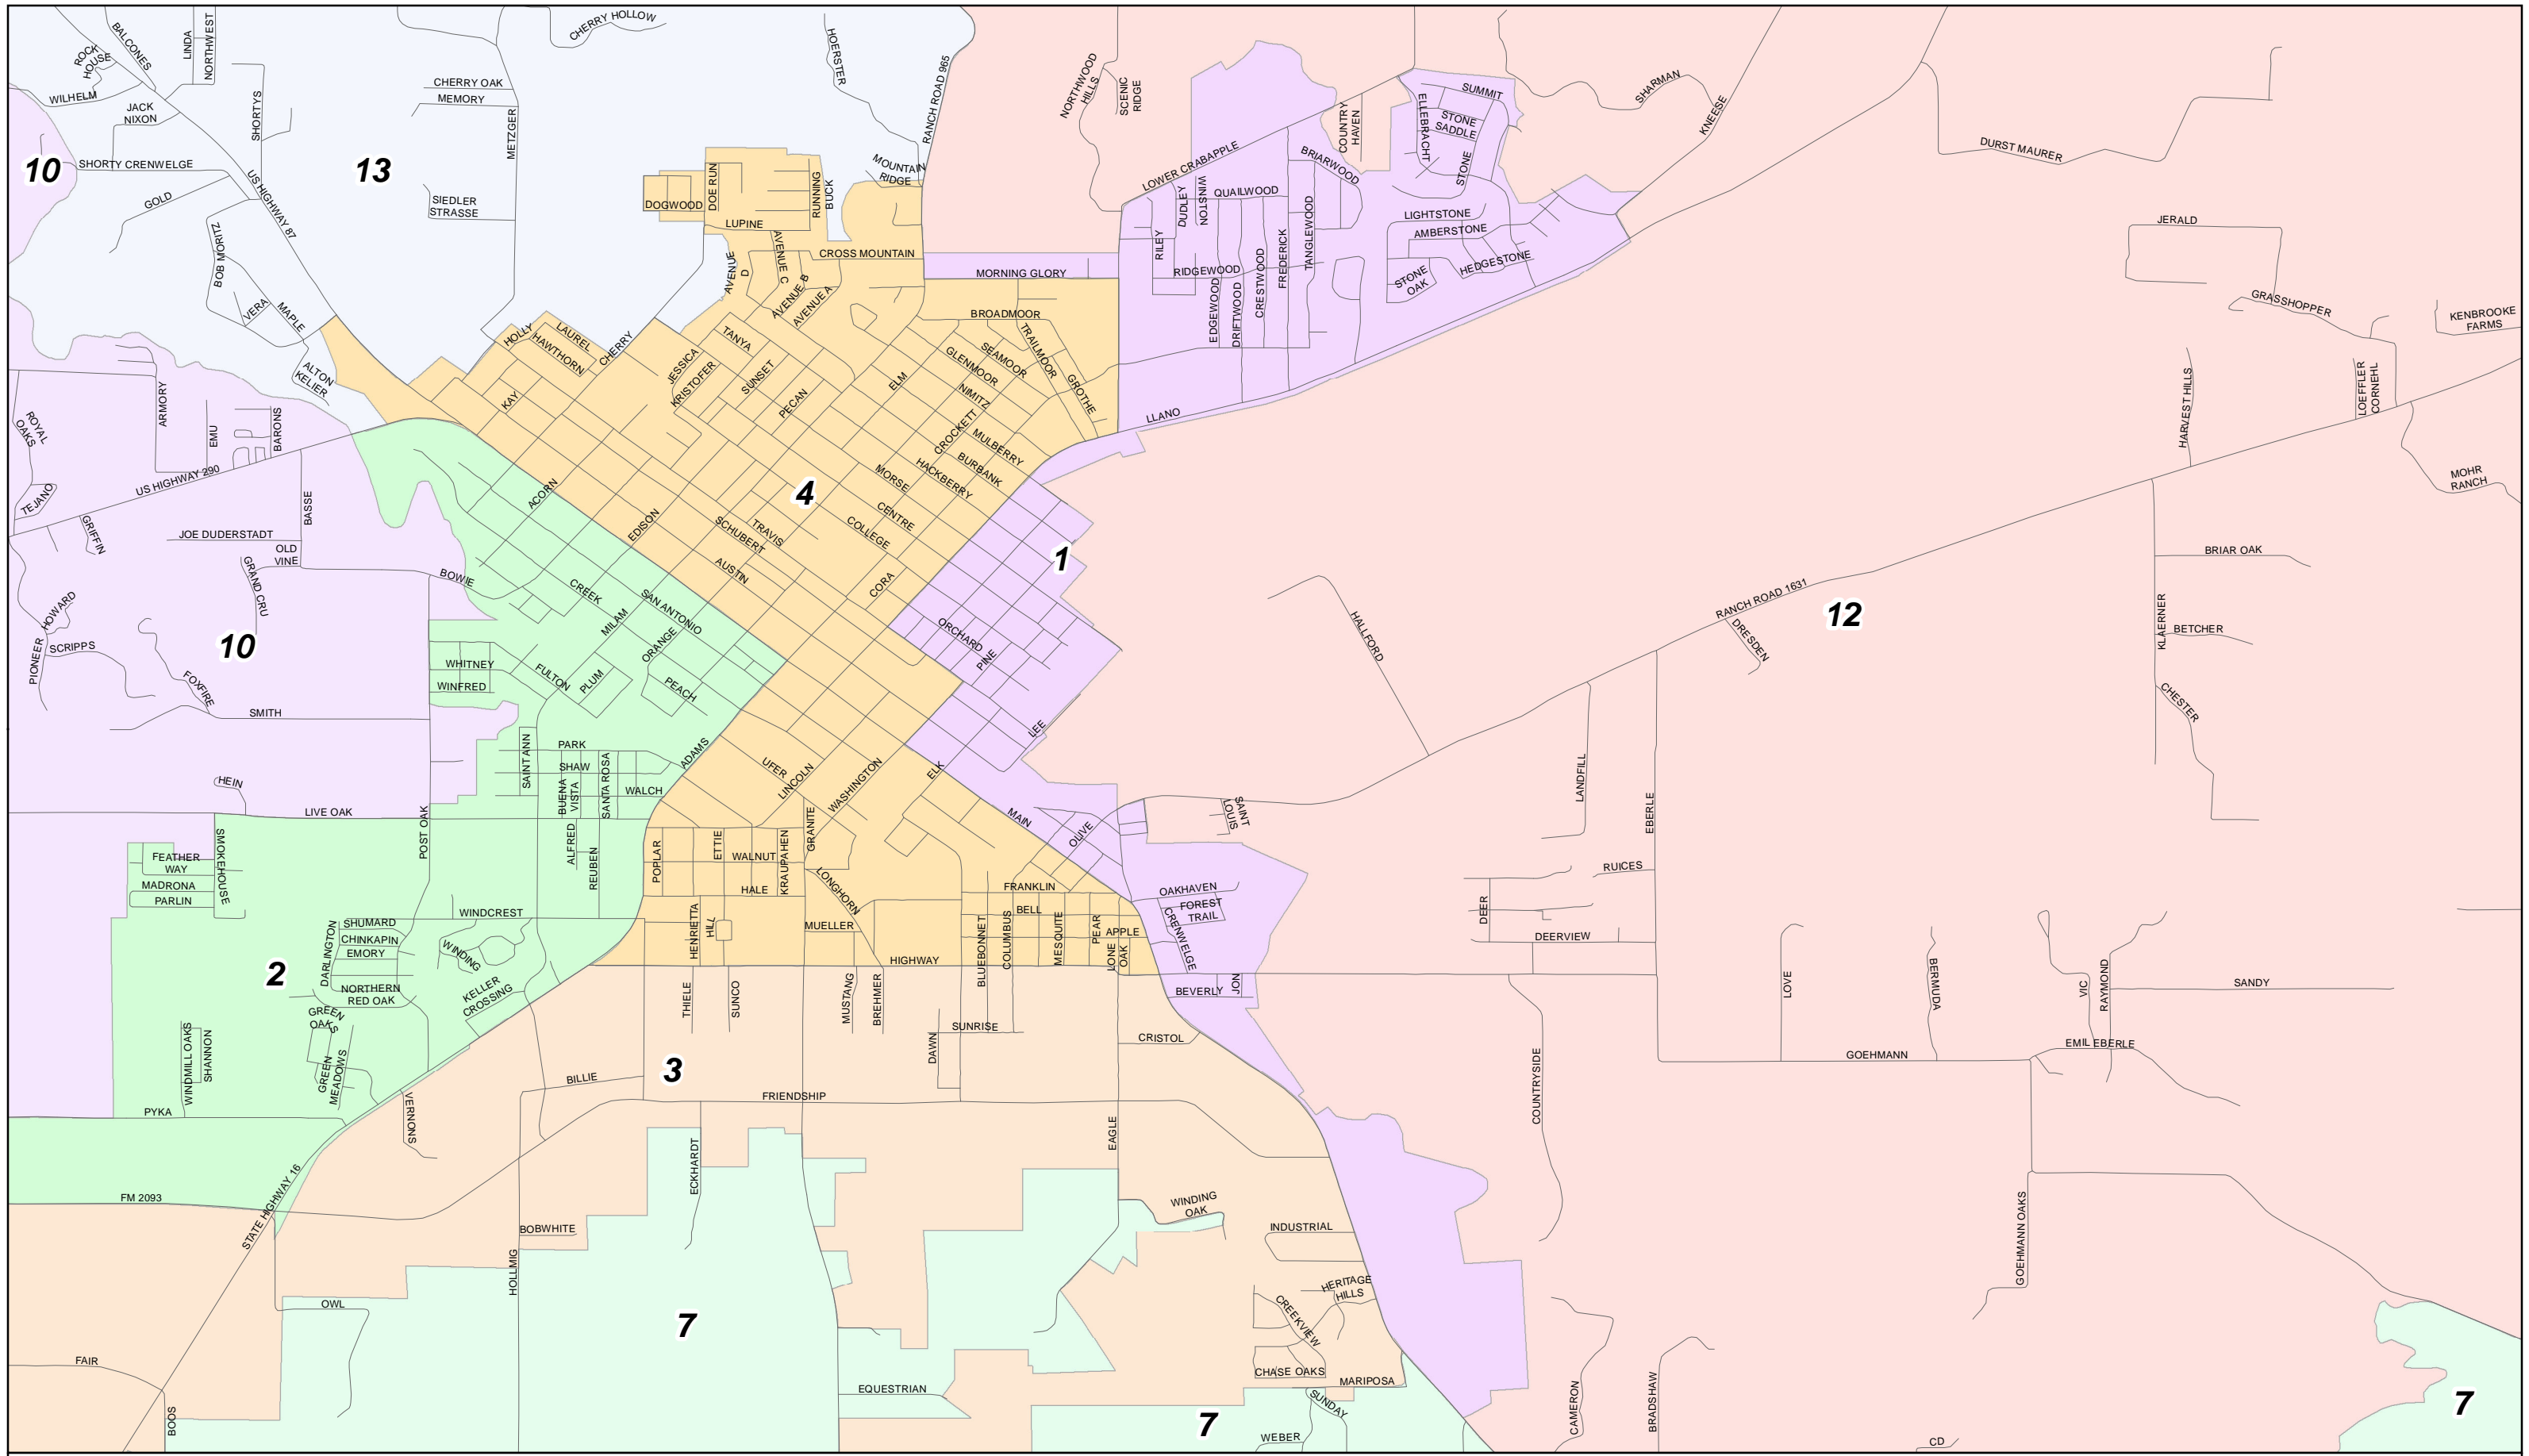 CHERRY HOLLOW
BALCONES
LINDA
NORTHWEST
ROCK
HOUSE
WILHELM
JACK
NIXON
SHORTYS
CHERRY OAK
MEMORY
METZGER
HOERSTER
RANCH ROAD 965
MOUNTAIN
RIDGE
10
SHORTY CRENWELGE
13
GOLD
US HIGHWAY 87
SIEDLER
STRASSE
BOB MORITZ
VERA
MAPLE
ALTON
KELIER
NORTHWOOD
HILLS
SCENIC
RIDGE
COUNTRY
HAVEN
ELLEBRACHT
SUMMIT
STONE
SADDLE
STONE
SHARMAN
KNEESE
DURST MAURER
LOWER CRABAPPLE
BRIARWOOD
DUDLEY
WINSTON
QUAILWOOD
RILEY
RIDGEWOOD
EDGEWOOD
DRIFTWOOD
CRESTWOOD
FREDERICK
TANGLEWOOD
LIGHTSTONE
AMBERSTONE
HEDGESTONE
STONE
OAK
JERALD
GRASSHOPPER
KENBROOKE
FARMS
DOE RUN
DOGWOOD
RUNNING
BUCK
LUPINE
CROSS MOUNTAIN
MORNING GLORY
AVENUE
D
AVENUE C
AVENUE B
AVENUE A
BROADMOOR
HOLLY
LAUREL
HAWTHORN
CHERRY
TANYA
JESSICA
KRISTOFER
SUNSET
PECAN
ELM
TRAILMOOR
SEAMOOR
GLENMOOR
NIMITZ
GROTHE
KAY
CROCKETT
MULBERRY
BURBANK
HACKBERRY
MORSE
LLANO
4
CENTRE
COLLEGE
TRAVIS
SCHUBERT
AUSTIN
CORA
ACORN
EDISON
ARMORY
EMU
BARONS
ROYAL
OAKS
TEJANO
US HIGHWAY 290
GRIFFIN
BASSE
JOE DUDERSTADT
OLD
VINE
GRAND CRU
BOWIE
HOWARD
PIONEER
SCRIPPS
10
FOXFIRE
SMITH
HEIN
LIVE OAK
CREEK
SAN ANTONIO
MILAM
ORANGE
WHITNEY
WINFRED
FULTON
PLUM
PEACH
SAINT ANN
PARK
SHAW
BUENA
VISTA
SANTA ROSA
WALCH
ADAMS
POST OAK
ALFRED
REUBEN
1
ORCHARD
PINE
LEE
UFER
LINCOLN
WASHINGTON
ELK
MAIN
OLIVE
GRANITE
POPLAR
ETTIE
WALNUT
KRAUPAHEN
HALE
LONGHORN
HENRIETTA
HILL
MUELLER
HIGHWAY
FRANKLIN
BELL
BLUEBONNET
COLUMBUS
MESQUITE
PEAR
APPLE
LONE
OAK
OAKHAVEN
FOREST
TRAIL
CRENWELGE
BEVERLY
JON
HARVEST HILLS
LOEFFLER
CORNEHL
MOHR
RANCH
BRIAR OAK
KLAERNER
BETCHER
CHESTER
RANCH ROAD 1631
12
DRESDEN
HALLFORD
LANDFILL
EBERLE
SAINT
LOUIS
RUICES
DEER
DEERVIEW
LOVE
BERMUDA
VIC
RAYMOND
SANDY
GOEHMANN
EMIL EBERLE
COUNTRYSIDE
GOEHMANN OAKS
FEATHER
WAY
MADRONA
PARLIN
SMOKEHOUSE
2
SHUMARD
CHINKAPIN
EMORY
DARLINGTON
NORTHERN
RED OAK
WINDCREST
WINDING
KELLER
CROSSING
GREEN
OAKS
GREEN
MEADOWS
WINDMILL OAKS
SHANNON
PYKA
FM 2093
STATE HIGHWAY 16
VERNONS
THIELE
SUNCO
MUSTANG
BREHMER
DAWN
SUNRISE
CRISTOL
3
BILLIE
FRIENDSHIP
ECKHARDT
EAGLE
BOBWHITE
HOLLMIG
OWL
FAIR
BOOS
7
WINDING
OAK
INDUSTRIAL
HERITAGE
HILLS
CREEKVIEW
CHASE OAKS
MARIPOSA
EQUESTRIAN
7
SUNDAY
WEBER
CAMERON
BRADSHAW
CD
7